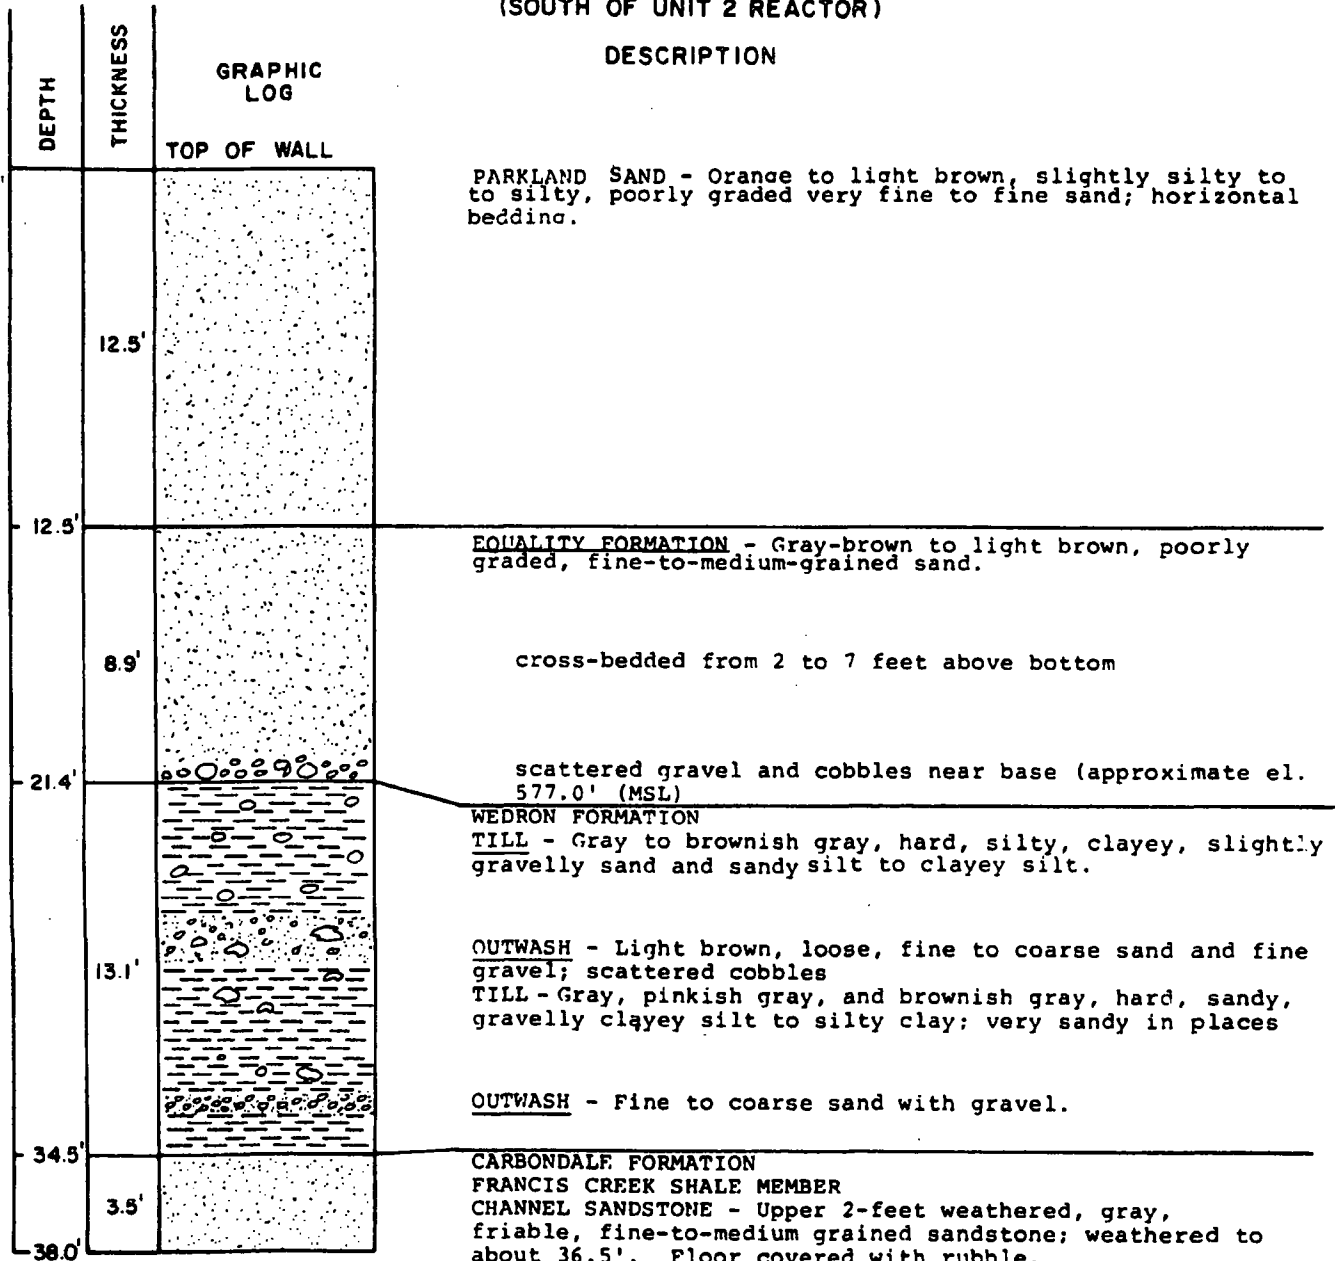 (SOUTH OF UNIT 2 REACTOR)
DEPTH
THICKNESS
GRAPHIC
LOG
DESCRIPTION
TOP OF WALL
PARKLAND SAND - Orange to light brown, slightly silty to
to silty, poorly graded very fine to fine sand; horizontal
bedding.
12.5'
12.5'
EQUALITY FORMATION - Gray-brown to light brown, poorly
graded, fine-to-medium-grained sand.
8.9'
cross-bedded from 2 to 7 feet above bottom
21.4'
scattered gravel and cobbles near base (approximate el.
577.0' (MSL)
WEDRON FORMATION
TILL - Gray to brownish gray, hard, silty, clayey, slightly
gravelly sand and sandy silt to clayey silt.
13.1'
OUTWASH - Light brown, loose, fine to coarse sand and fine
gravel; scattered cobbles
TILL - Gray, pinkish gray, and brownish gray, hard, sandy,
gravelly clayey silt to silty clay; very sandy in places
OUTWASH - Fine to coarse sand with gravel.
34.5'
CARBONDALE FORMATION
FRANCIS CREEK SHALE MEMBER
3.5'
CHANNEL SANDSTONE - Upper 2-feet weathered, gray,
friable, fine-to-medium grained sandstone; weathered to
about 36.5'. Floor covered with rubble.
38.0'